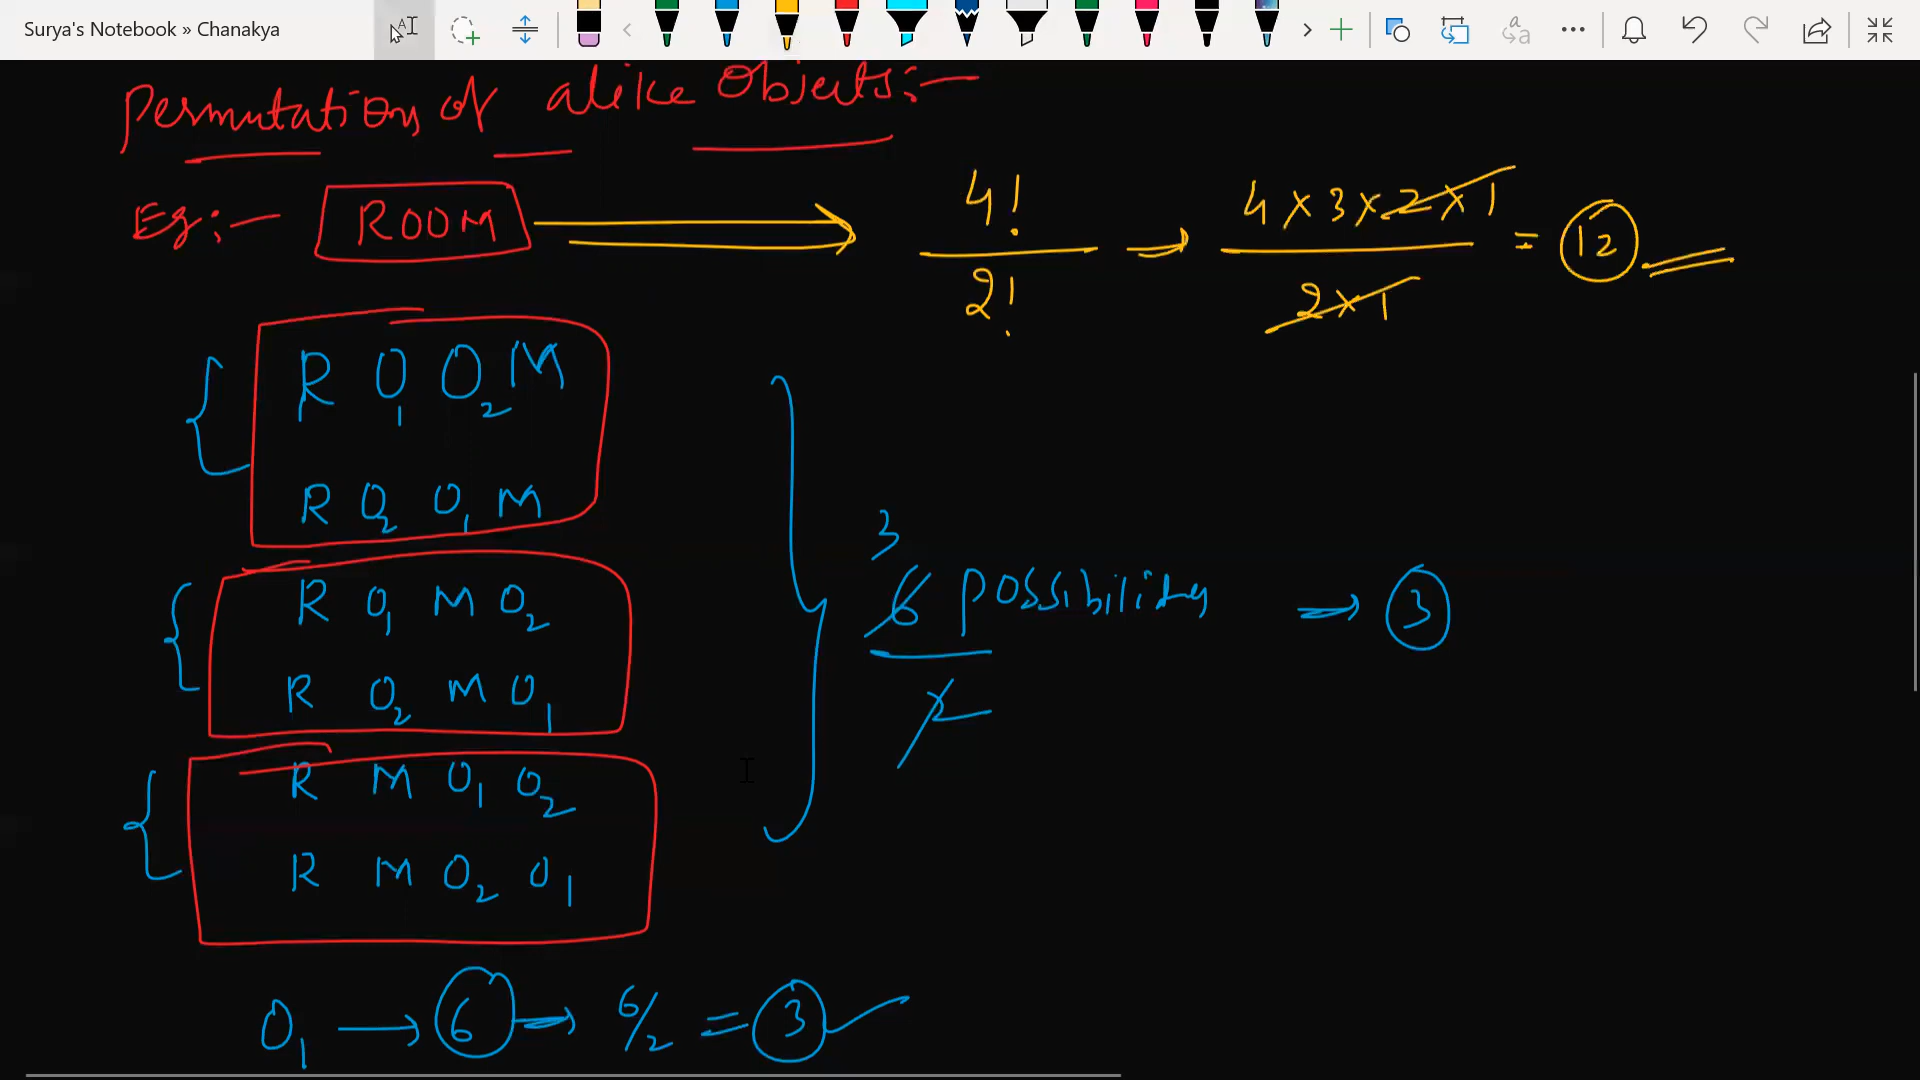 Surya's Notebook » Chanakya
Permutation of alike Objects:-
Eg:- ROOM
4!
2!
4 x 3 x 2 x 1
2 x 1
= 12
R O1 O2 M
R O2 O1 M
R O1 M O2
R O2 M O1
R M O1 O2
R M O2 O1
3
6 possibility → 3
2
O1 → 6 → 6/2 = 3